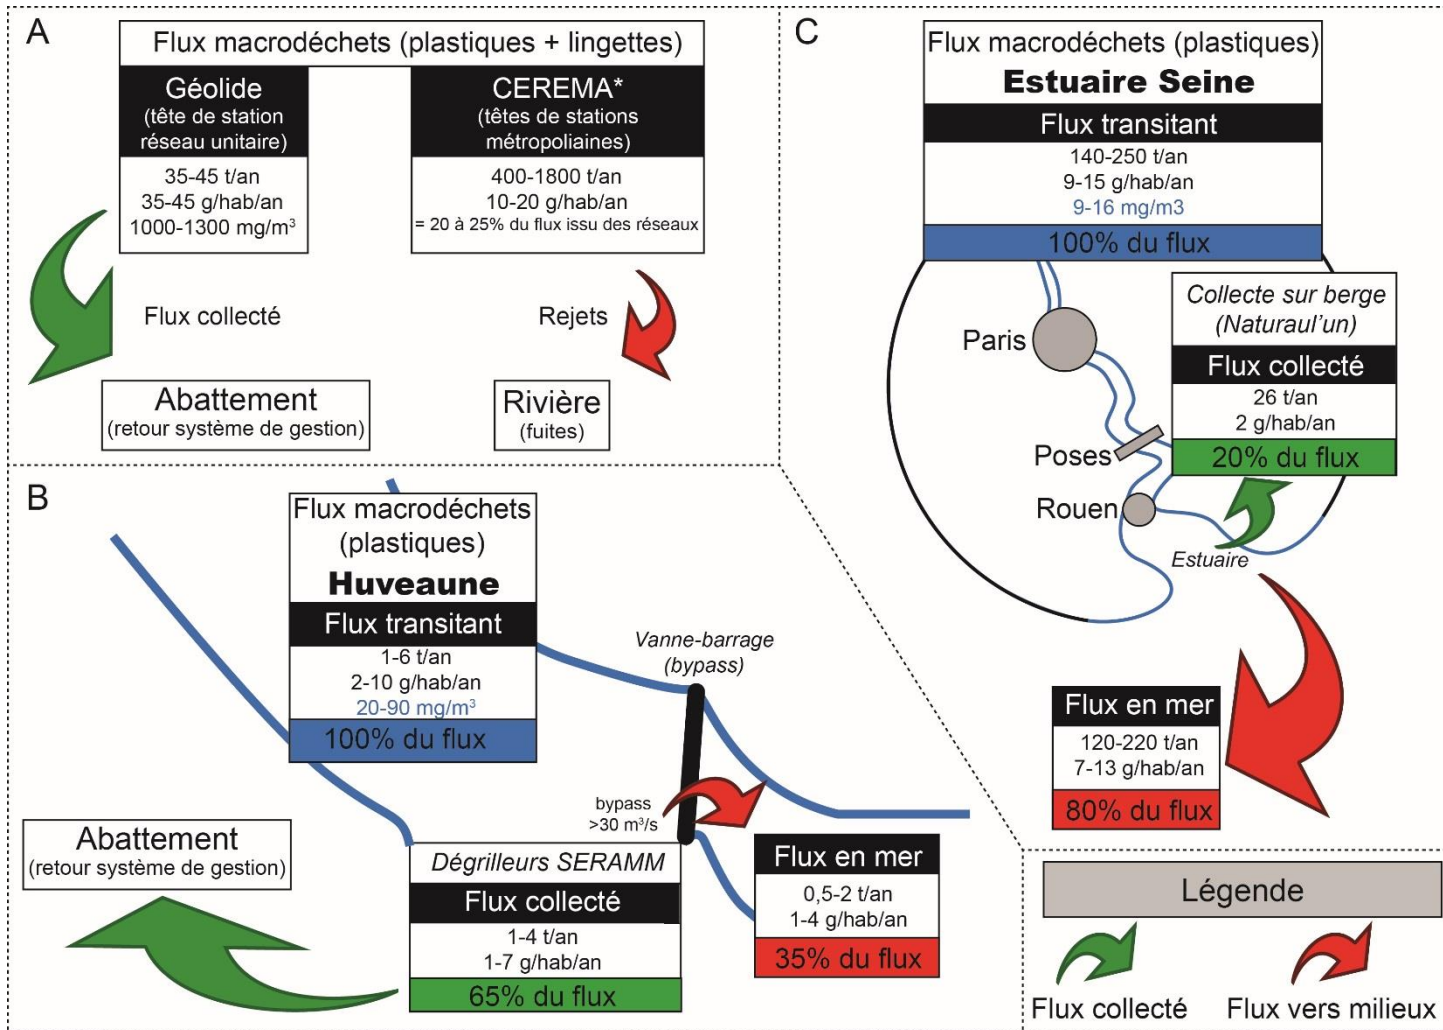 A
Flux macrodéchets (plastiques + lingettes)
Géolide
(tête de station
réseau unitaire)
35-45 t/an
35-45 g/hab/an
1000-1300 mg/m³
CEREMA*
(têtes de stations
métropoliaines)
400-1800 t/an
10-20 g/hab/an
= 20 à 25% du flux issu des réseaux
Flux collecté
Rejets
Abattement
(retour système de gestion)
Rivière
(fuites)
B
Flux macrodéchets
(plastiques)
Huveaune
Flux transitant
1-6 t/an
2-10 g/hab/an
20-90 mg/m³
100% du flux
Vanne-barrage
(bypass)
bypass
>30 m³/s
Abattement
(retour système de gestion)
Dégrilleurs SERAMM
Flux collecté
1-4 t/an
1-7 g/hab/an
65% du flux
Flux en mer
0,5-2 t/an
1-4 g/hab/an
35% du flux
C
Flux macrodéchets (plastiques)
Estuaire Seine
Flux transitant
140-250 t/an
9-15 g/hab/an
9-16 mg/m3
100% du flux
Paris
Poses
Rouen
Estuaire
Collecte sur berge
(Naturaul'un)
Flux collecté
26 t/an
2 g/hab/an
20% du flux
Flux en mer
120-220 t/an
7-13 g/hab/an
80% du flux
Légende
Flux collecté
Flux vers milieux